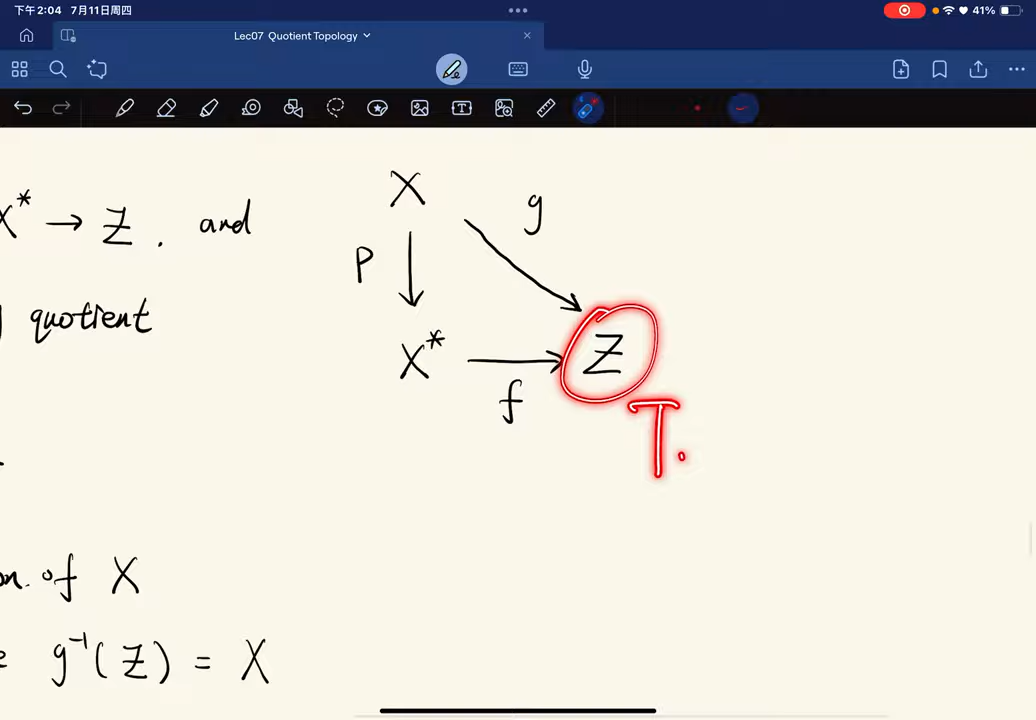 下午2:04 7月11日周四
41%
Lec07 Quotient Topology
X
g
X* → Z , and
P
quotient
X*
Z
f
T.
of X
g⁻¹(Z) = X